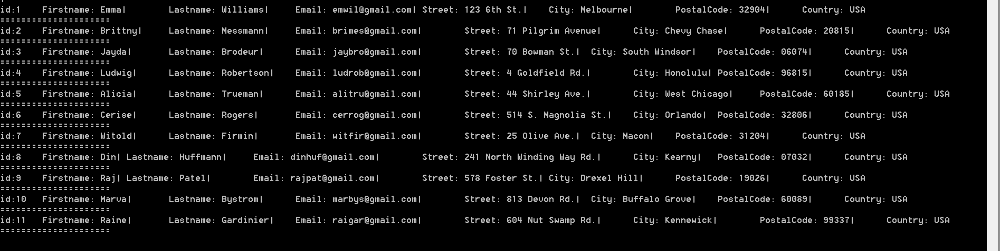 id:1 Firstname: Emma| Lastname: Williams| Email: emwil@gmail.com| Street: 123 6th St.| City: Melbourne| PostalCode: 32904| Country: USA
=====================
id:2 Firstname: Brittny| Lastname: Messmann| Email: brimes@gmail.com| Street: 71 Pilgrim Avenue| City: Chevy Chase| PostalCode: 20815| Country: USA
=====================
id:3 Firstname: Jayda| Lastname: Brodeur| Email: jaybro@gmail.com| Street: 70 Bowman St.| City: South Windsor| PostalCode: 06074| Country: USA
=====================
id:4 Firstname: Ludwig| Lastname: Robertson| Email: ludrob@gmail.com| Street: 4 Goldfield Rd.| City: Honolulu| PostalCode: 96815| Country: USA
=====================
id:5 Firstname: Alicia| Lastname: Trueman| Email: alitru@gmail.com| Street: 44 Shirley Ave.| City: West Chicago| PostalCode: 60185| Country: USA
=====================
id:6 Firstname: Cerise| Lastname: Rogers| Email: cerrog@gmail.com| Street: 514 S. Magnolia St.| City: Orlando| PostalCode: 32806| Country: USA
=====================
id:7 Firstname: Witold| Lastname: Firmin| Email: witfir@gmail.com| Street: 25 Olive Ave.| City: Macon| PostalCode: 31204| Country: USA
=====================
id:8 Firstname: Din| Lastname: Huffmann| Email: dinhuf@gmail.com| Street: 241 North Winding Way Rd.| City: Kearny| PostalCode: 07032| Country: USA
=====================
id:9 Firstname: Raj| Lastname: Patel| Email: rajpat@gmail.com| Street: 578 Foster St.| City: Drexel Hill| PostalCode: 19026| Country: USA
=====================
id:10 Firstname: Marva| Lastname: Bystrom| Email: marbys@gmail.com| Street: 813 Devon Rd.| City: Buffalo Grove| PostalCode: 60089| Country: USA
=====================
id:11 Firstname: Raine| Lastname: Gardinier| Email: raigar@gmail.com| Street: 604 Nut Swamp Rd.| City: Kennewick| PostalCode: 99337| Country: USA
=====================